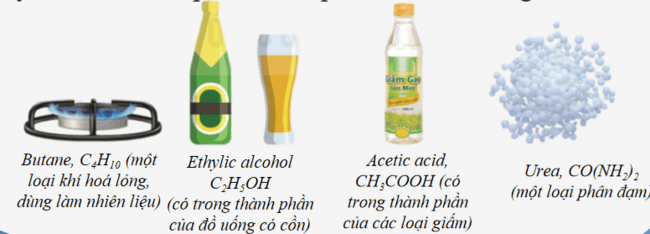 Butane, C₄H₁₀ (một
loại khí hoá lỏng,
dùng làm nhiên liệu)
Ethylic alcohol
C₂H₅OH
(có trong thành phần
của đồ uống có cồn)
Giấm Gạo
Acetic acid,
CH₃COOH (có
trong thành phần
của các loại giấm)
Urea, CO(NH₂)₂
(một loại phân đạm)